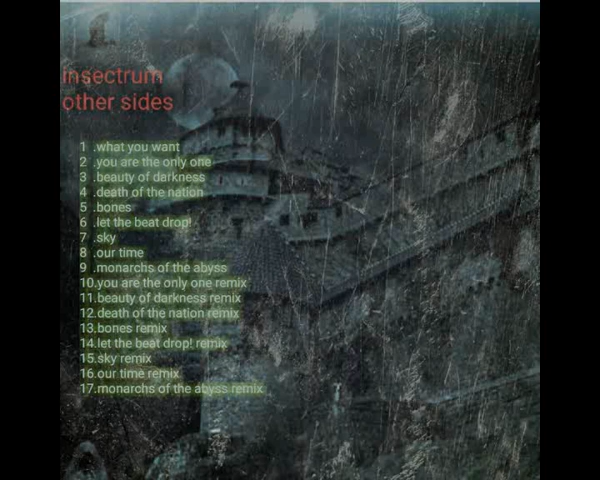 insectrum
other sides
1 .what you want
2 .you are the only one
3 .beauty of darkness
4 .death of the nation
5 .bones
6 .let the beat drop!
7 .sky
8 .our time
9 .monarchs of the abyss
10.you are the only one remix
11.beauty of darkness remix
12.death of the nation remix
13.bones remix
14.let the beat drop! remix
15.sky remix
16.our time remix
17.monarchs of the abyss remix